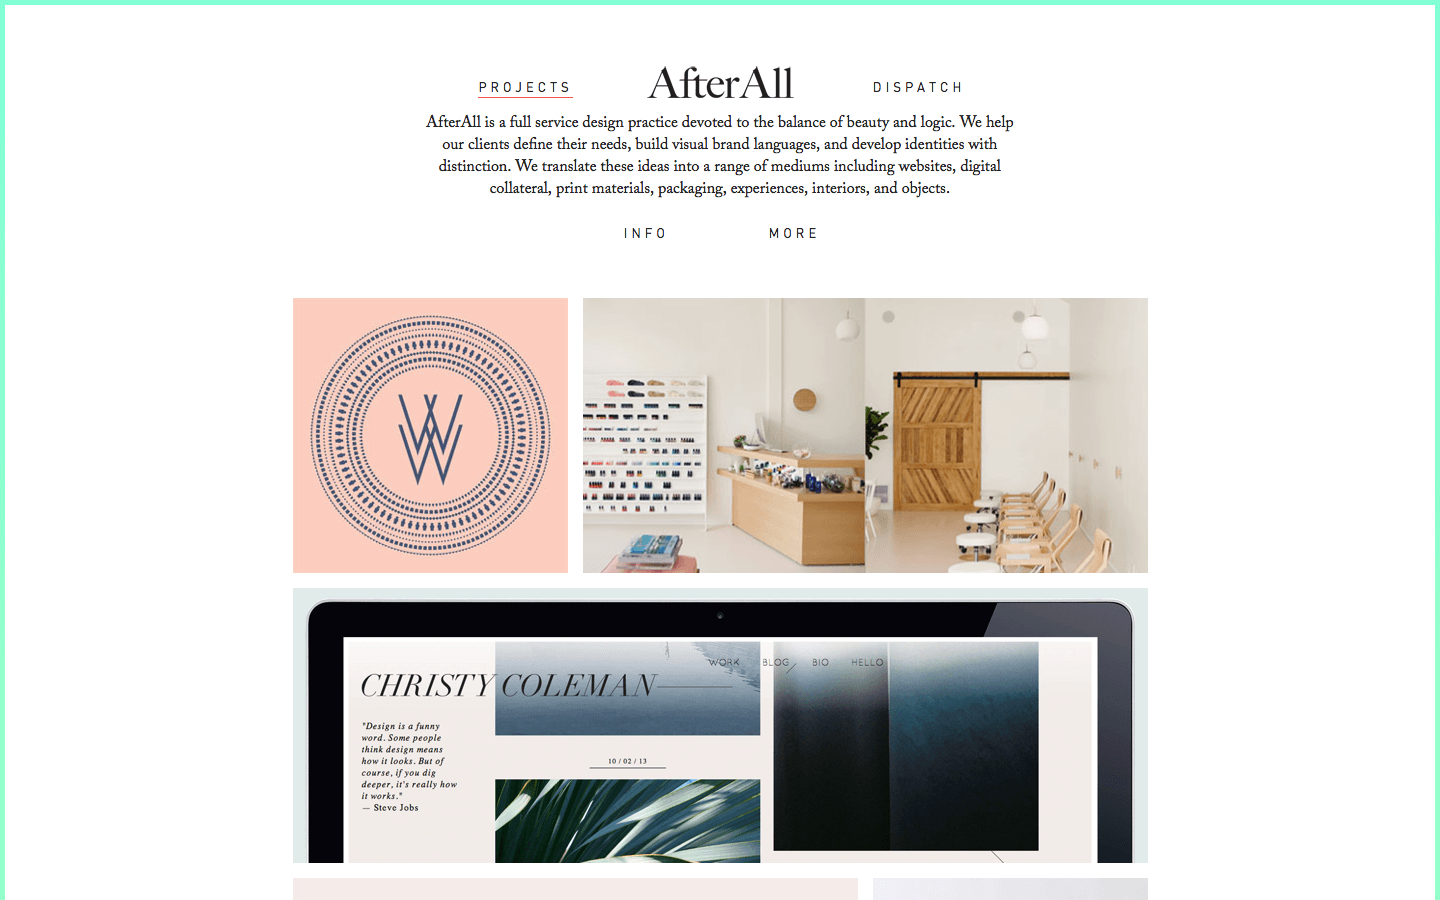 PROJECTS
AfterAll
DISPATCH
AfterAll is a full service design practice devoted to the balance of beauty and logic. We help
our clients define their needs, build visual brand languages, and develop identities with
distinction. We translate these ideas into a range of mediums including websites, digital
collateral, print materials, packaging, experiences, interiors, and objects.
INFO
MORE
W
W
WORK
BLOG
BIO
HELLO
CHRISTY COLEMAN
"Design is a funny
word. Some people
think design means
how it looks. But of
course, if you dig
deeper, it's really how
it works."
— Steve Jobs
10 / 02 / 13